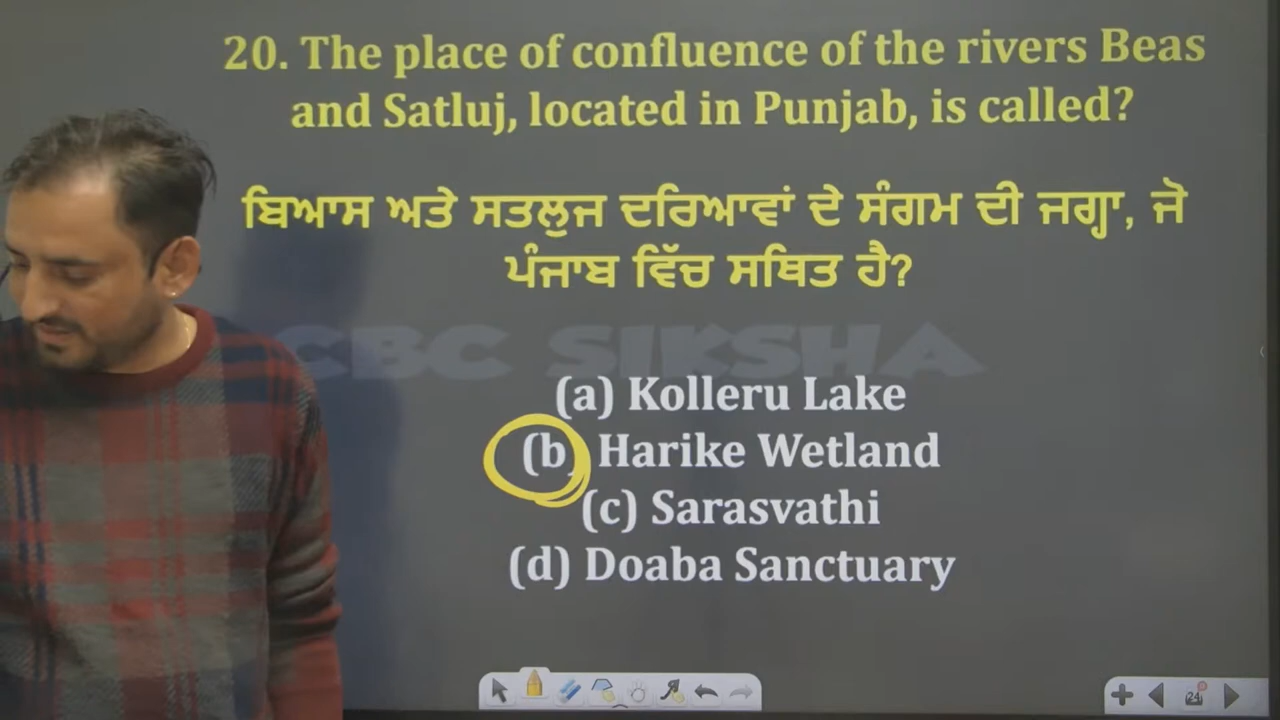 20. The place of confluence of the rivers Beas
and Satluj, located in Punjab, is called?
ਬਿਆਸ ਅਤੇ ਸਤਲੁਜ ਦਰਿਆਵਾਂ ਦੇ ਸੰਗਮ ਦੀ ਜਗ੍ਹਾ, ਜੋ
ਪੰਜਾਬ ਵਿੱਚ ਸਥਿਤ ਹੈ?
CBC SIKSHA
(a) Kolleru Lake
(b) Harike Wetland
(c) Sarasvathi
(d) Doaba Sanctuary
24